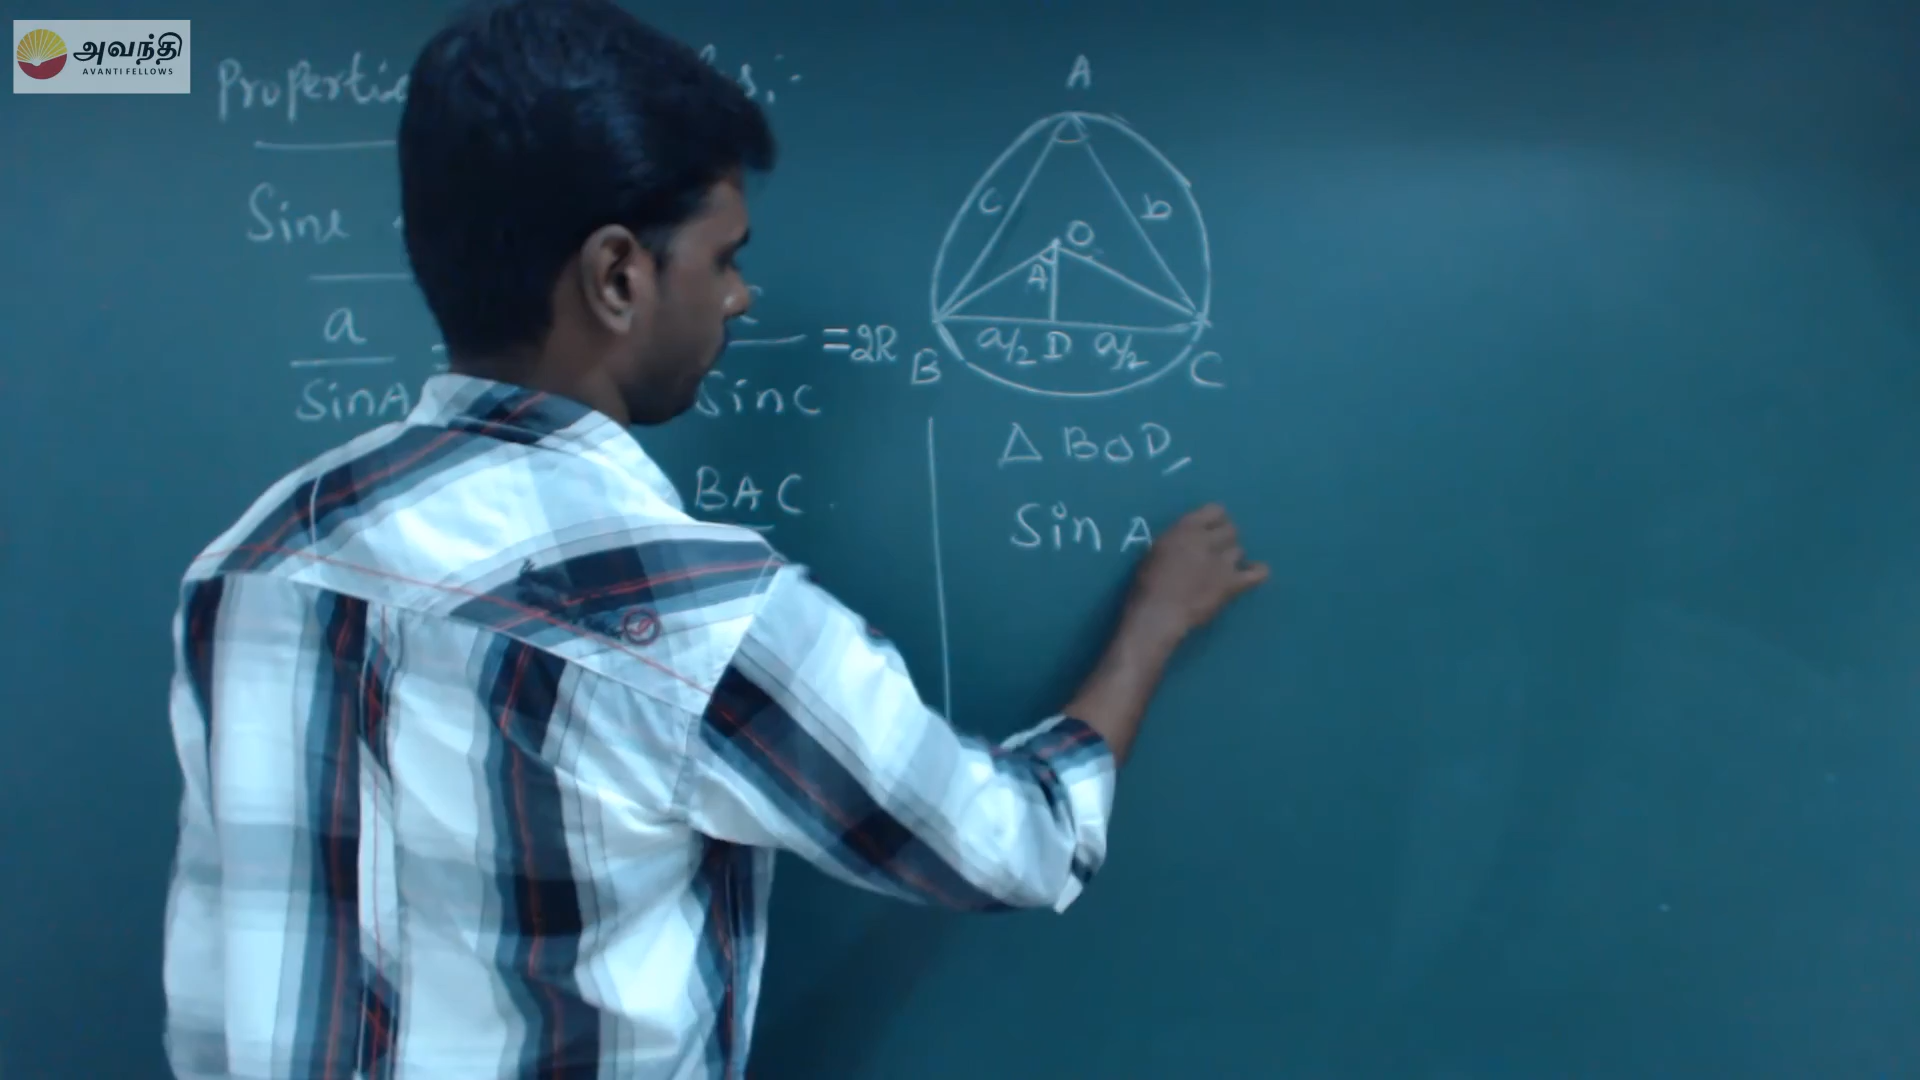 அவந்தி
AVANTI FELLOWS
Sine
a
SinA
SinC
=2R
BAC
A
c
b
O
A
a/2 D a/2
B
C
Δ BOD,
Sin A